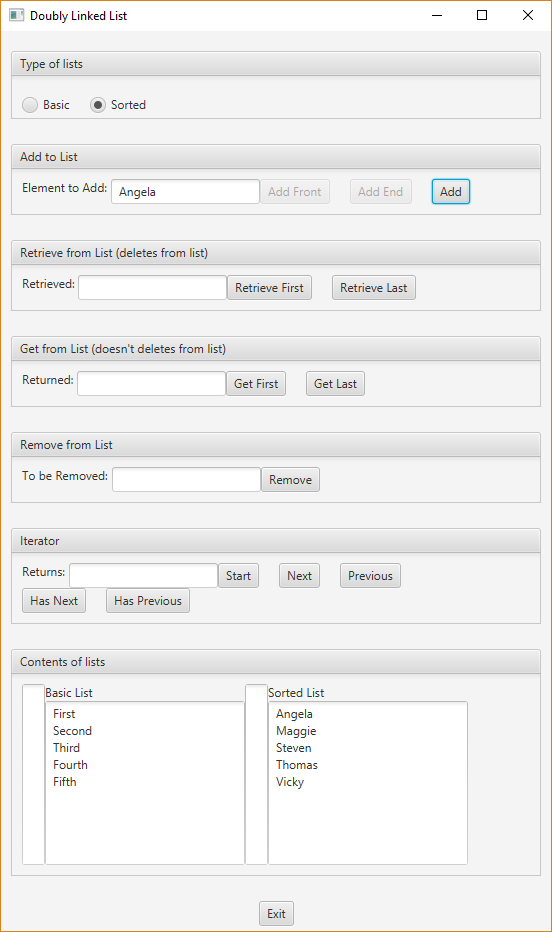 Doubly Linked List
Type of lists
Basic Sorted
Add to List
Element to Add: Angela Add Front Add End Add
Retrieve from List (deletes from list)
Retrieved: Retrieve First Retrieve Last
Get from List (doesn't deletes from list)
Returned: Get First Get Last
Remove from List
To be Removed: Remove
Iterator
Returns: Start Next Previous
Has Next Has Previous
Contents of lists
Basic List
First
Second
Third
Fourth
Fifth
Sorted List
Angela
Maggie
Steven
Thomas
Vicky
Exit